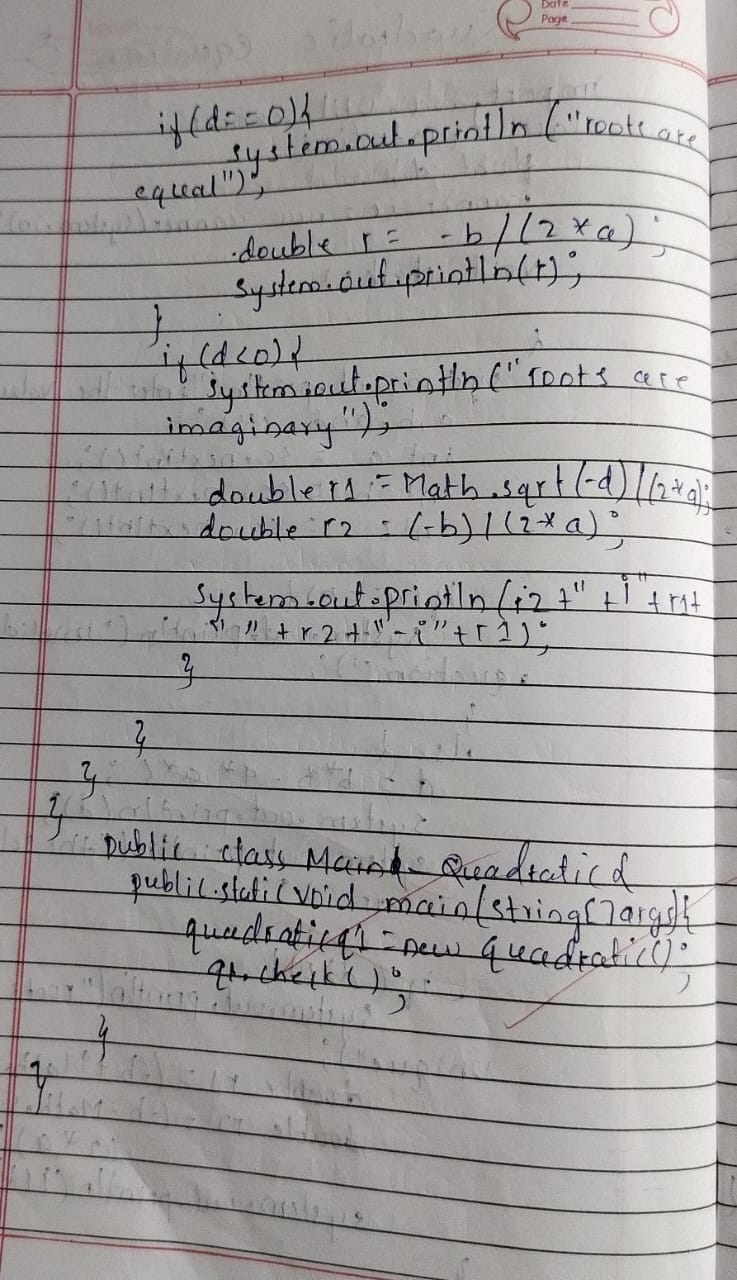 Date
Page
if(d==0){
system.out.println("roots are
equal");
double r = -b/(2*a);
system.out.println(r);
}
if(d<0){
system.out.println("roots are
imaginary");
double r1 = Math.sqrt(-d)/(2*a);
double r2 = (-b)/(2*a);
system.out.println(r2+"+i"+r1+
" "+r2+"-i"+r1);
}
}
}
}
public class Main Quadratic{
public static void main(string[]args){
quadratic q1=new quadratic();
q1.check();
}
}